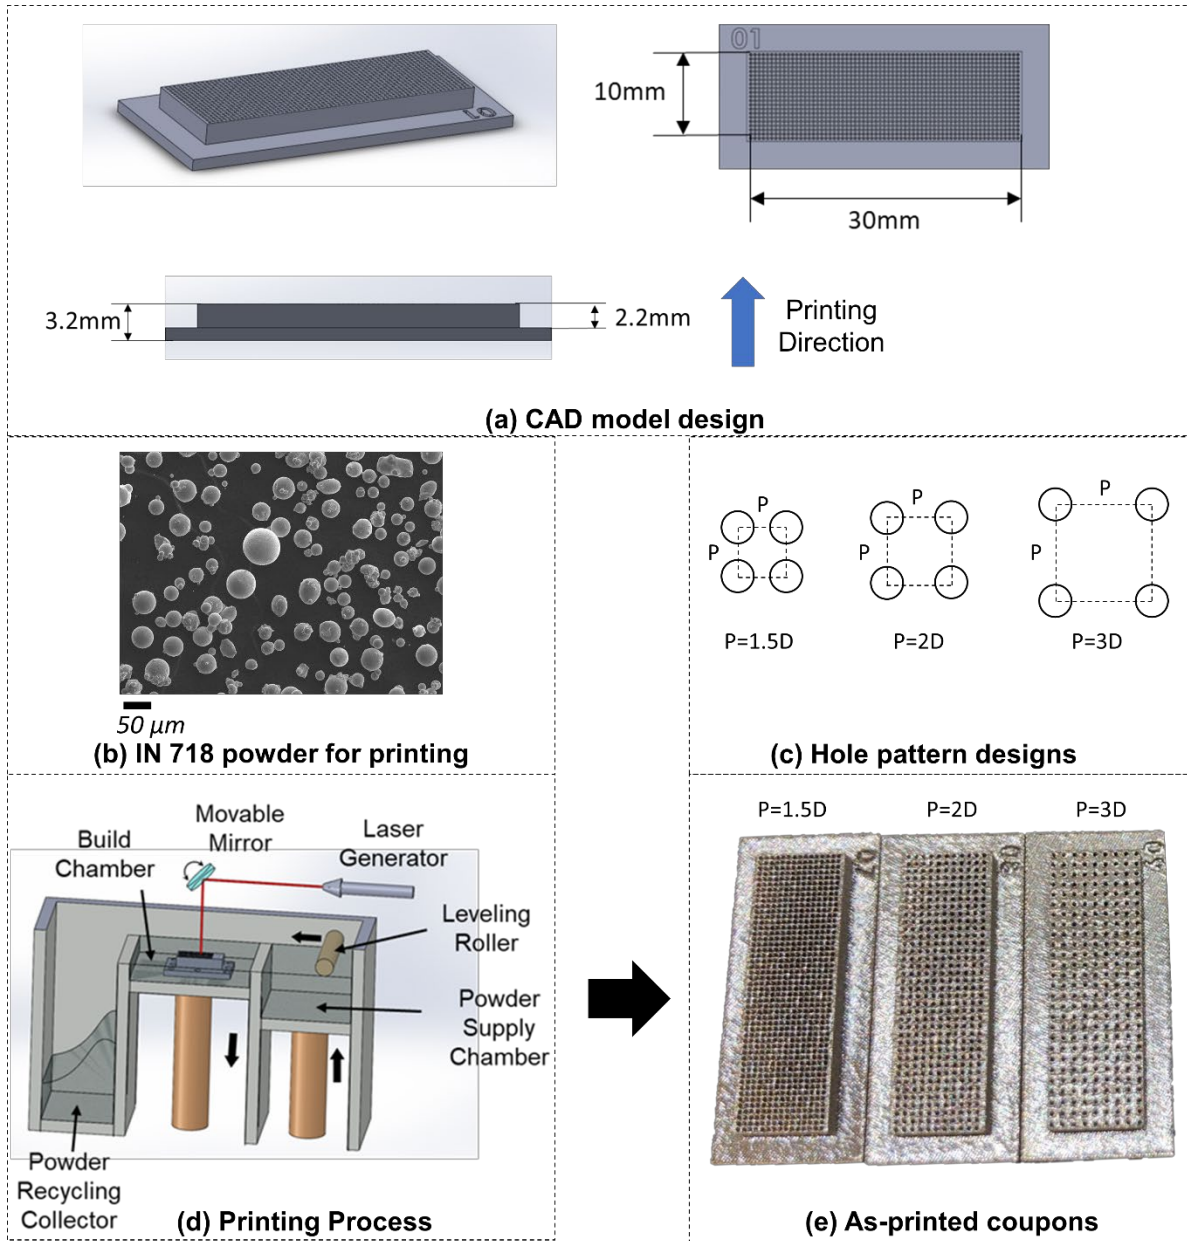 01
01
10mm
30mm
3.2mm
2.2mm
Printing
Direction
(a) CAD model design
50 µm
(b) IN 718 powder for printing
P
P
P
P
P
P
P=1.5D
P=2D
P=3D
(c) Hole pattern designs
Movable
Mirror
Laser
Generator
Build
Chamber
Leveling
Roller
Powder
Supply
Chamber
Powder
Recycling
Collector
(d) Printing Process
P=1.5D
P=2D
P=3D
(e) As-printed coupons